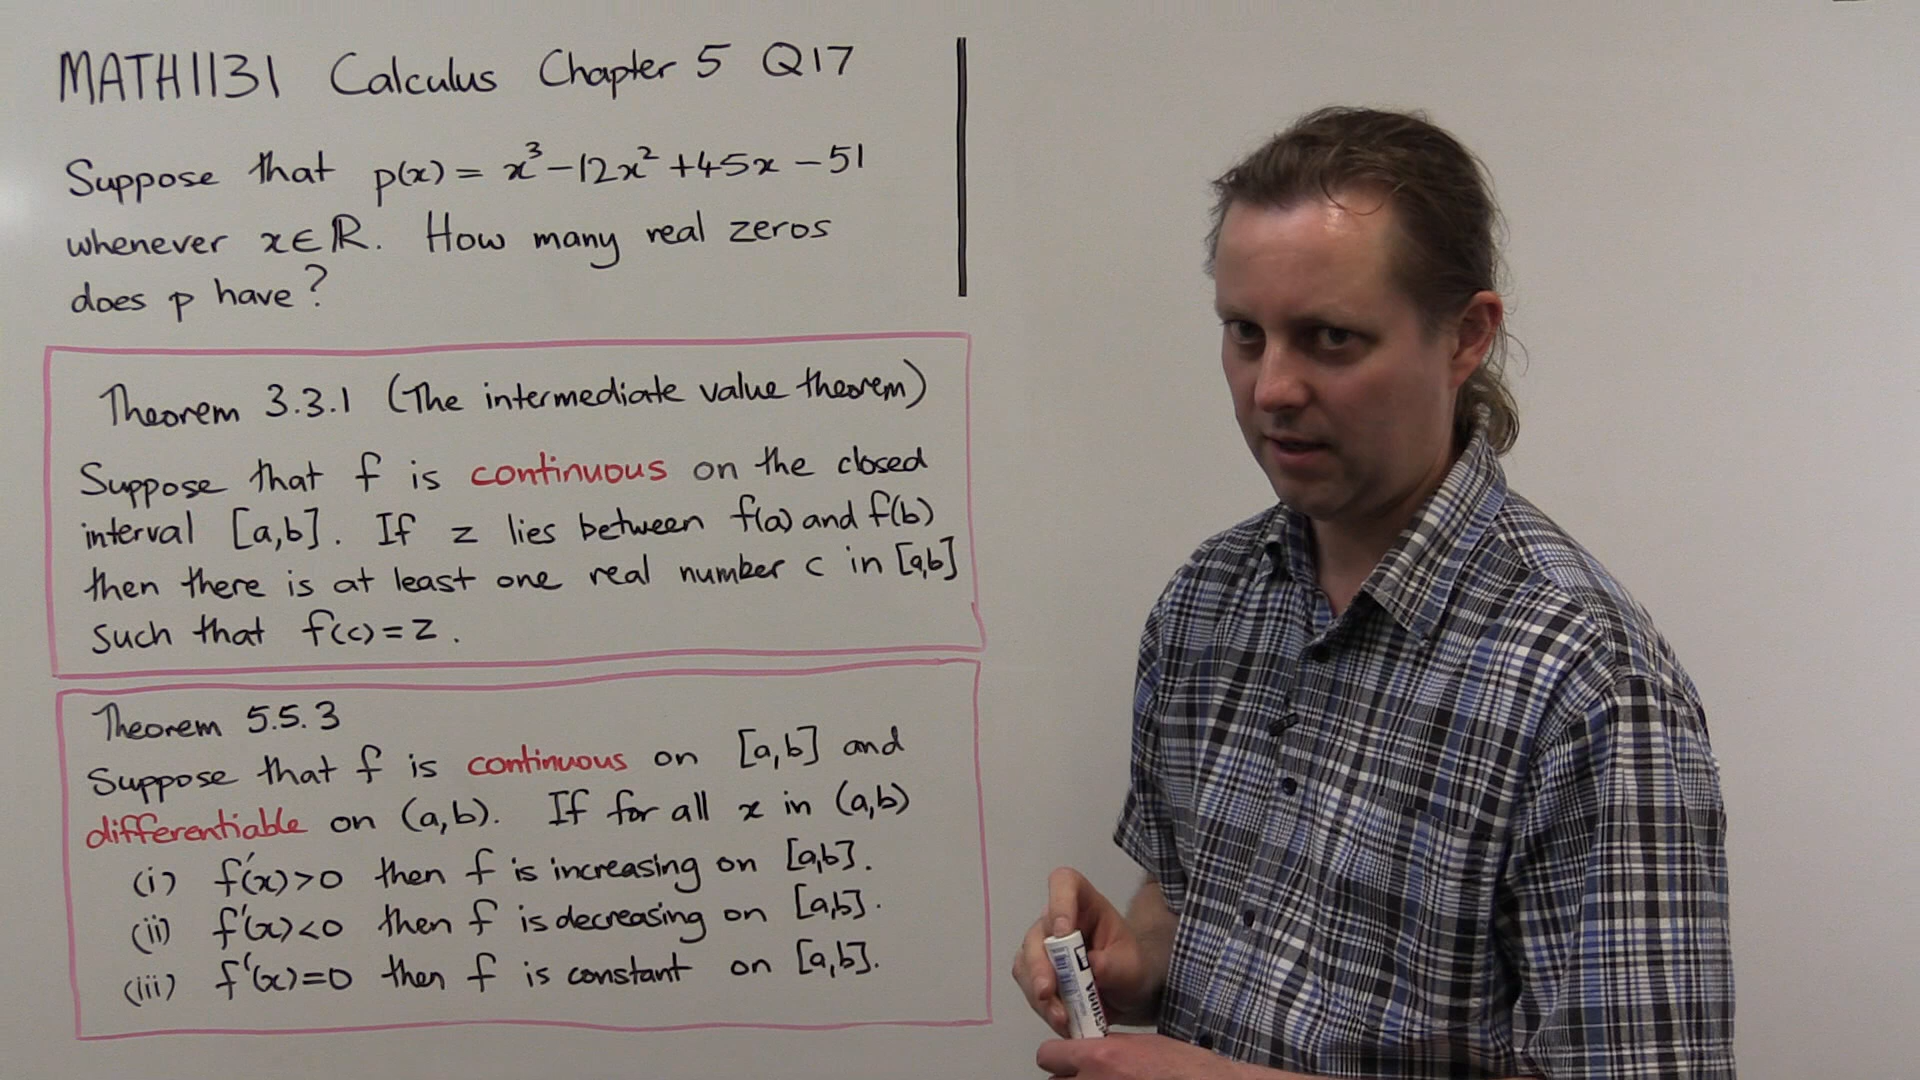 MATH1131 Calculus Chapter 5 Q17
Suppose that p(x) = x³ - 12x² + 45x - 51
whenever x ∈ ℝ. How many real zeros
does p have?
Theorem 3.3.1 (The intermediate value theorem)
Suppose that f is continuous on the closed
interval [a,b]. If z lies between f(a) and f(b)
then there is at least one real number c in [a,b]
such that f(c) = z.
Theorem 5.5.3
Suppose that f is continuous on [a,b] and
differentiable on (a,b). If for all x in (a,b)
(i) f'(x) > 0 then f is increasing on [a,b].
(ii) f'(x) < 0 then f is decreasing on [a,b].
(iii) f'(x) = 0 then f is constant on [a,b].